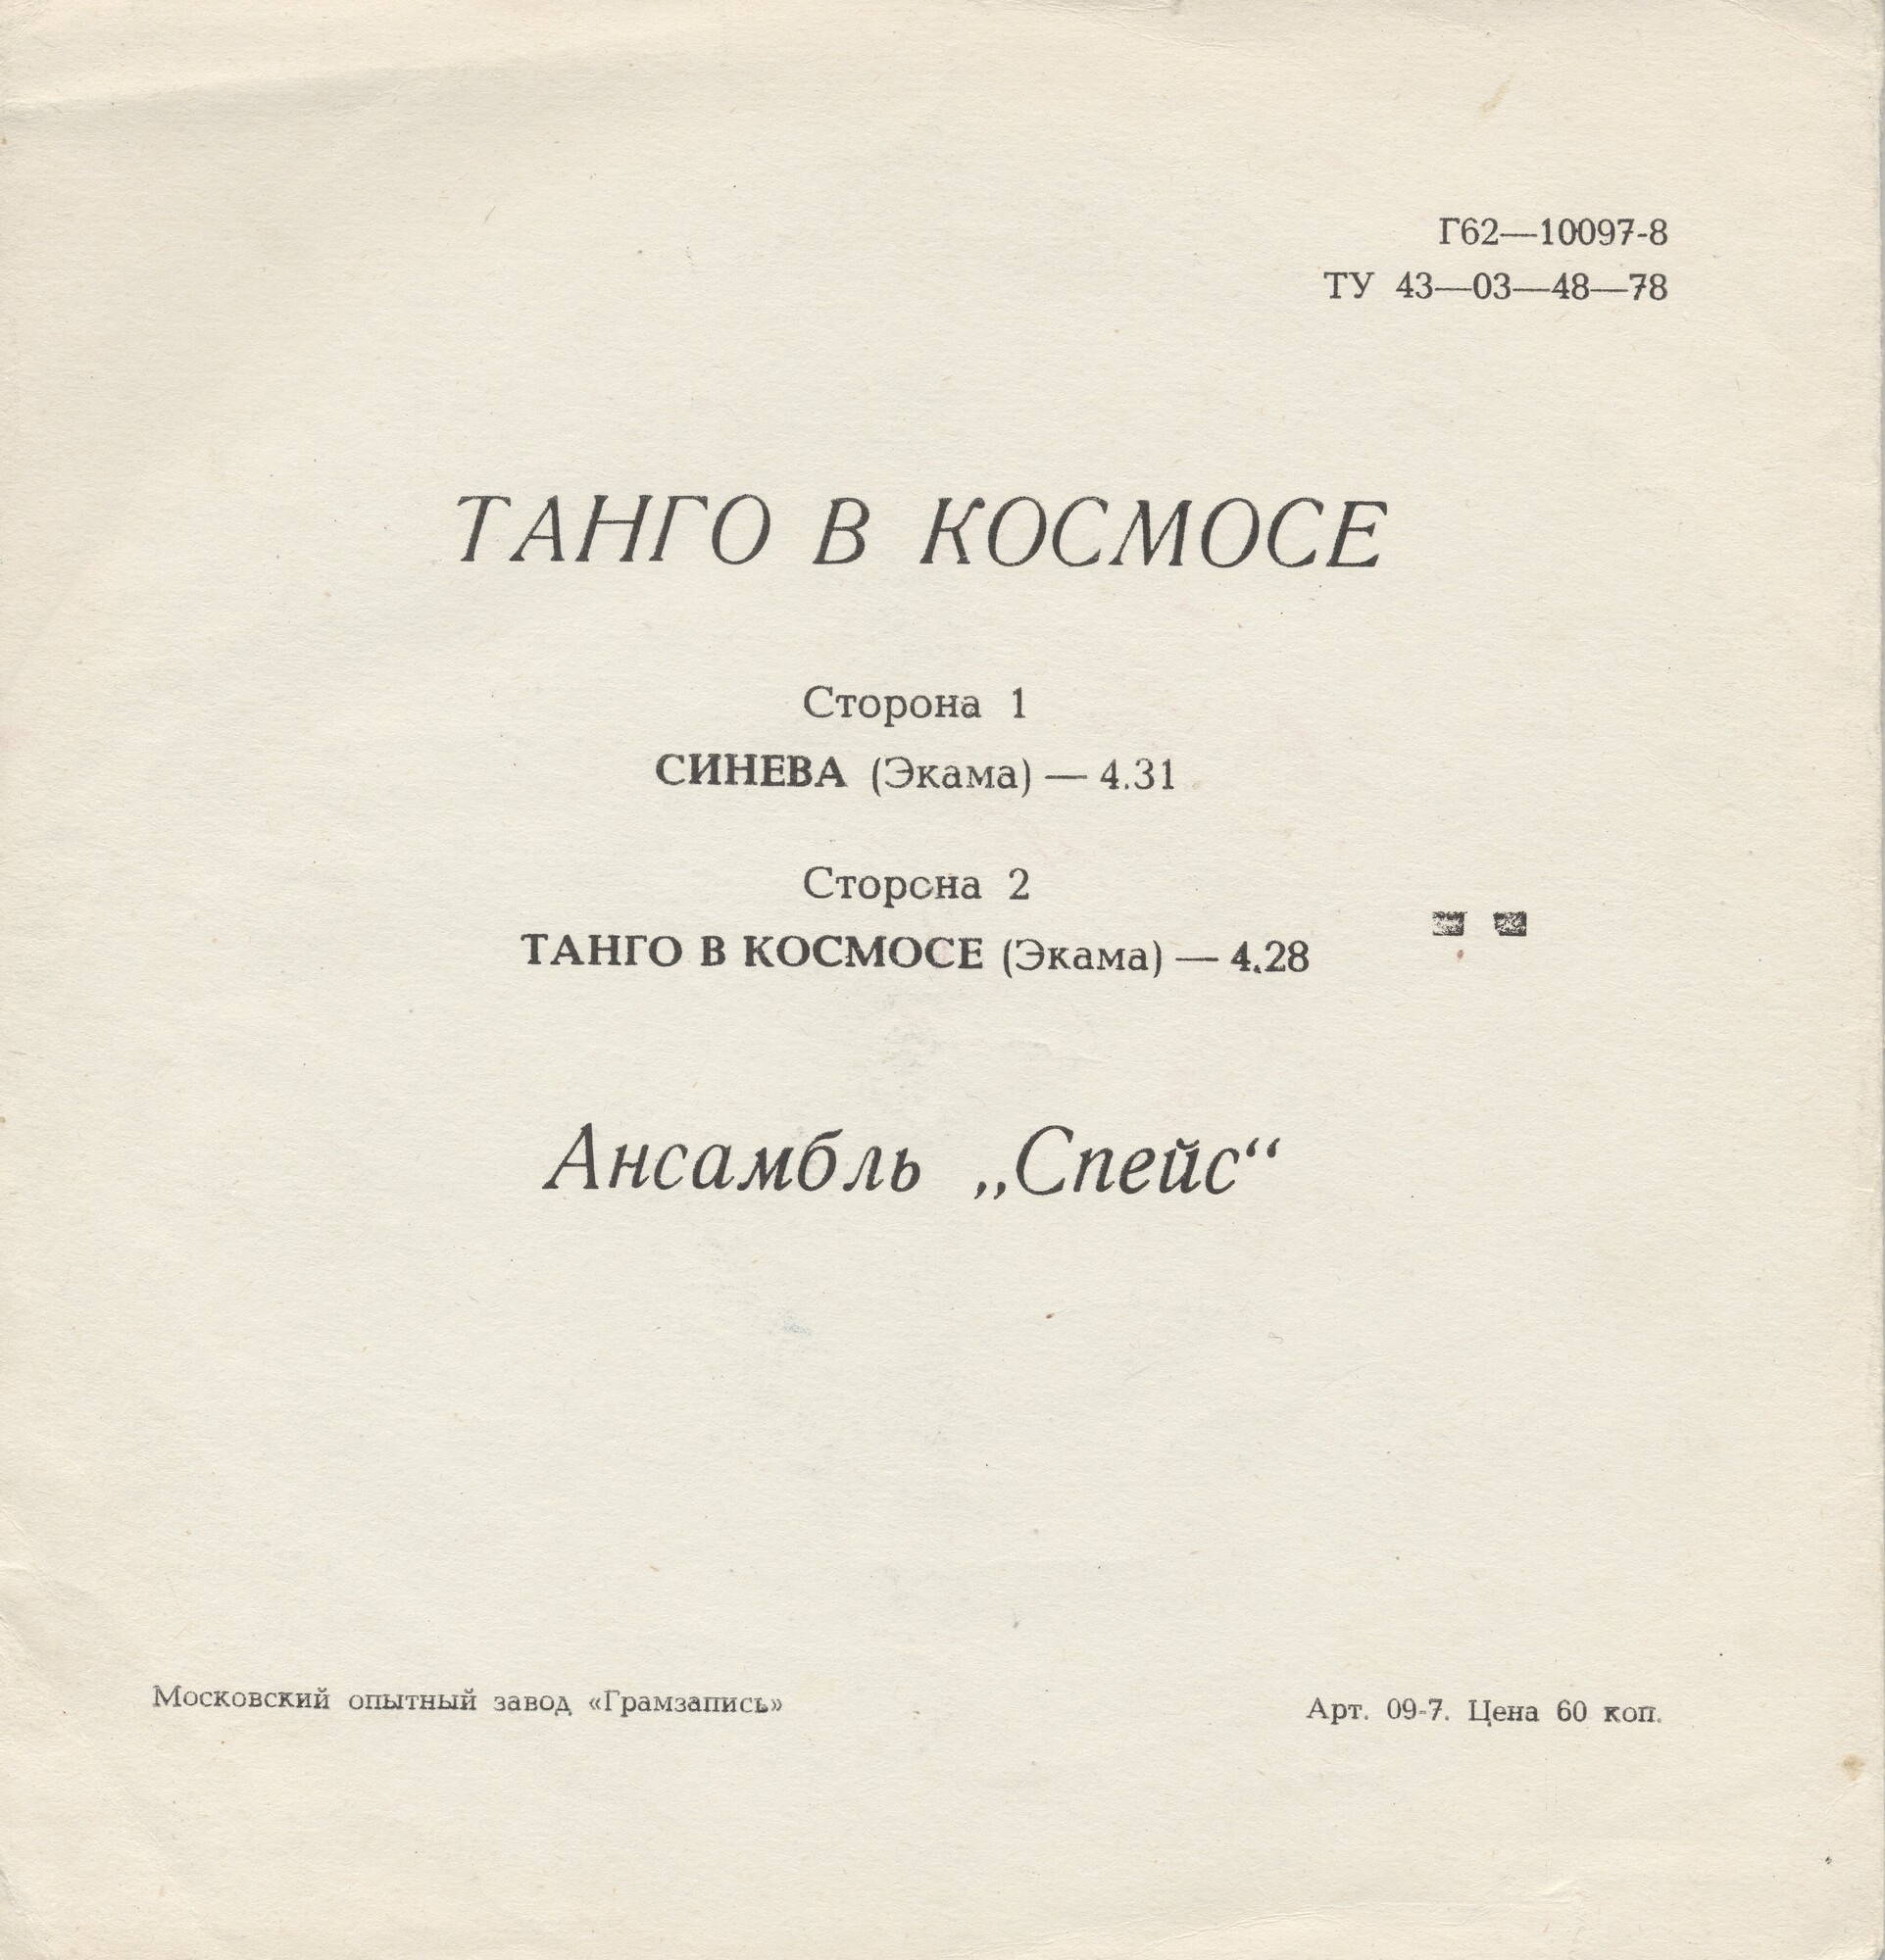 Г62—10097-8
ТУ 43—03—48—78
ТАНГО В КОСМОСЕ
Сторона 1
СИНЕВА (Экама) — 4.31
Сторона 2
ТАНГО В КОСМОСЕ (Экама) — 4.28
Ансамбль „Спейс“
Московский опытный завод «Грамзапись»
Арт. 09-7. Цена 60 коп.